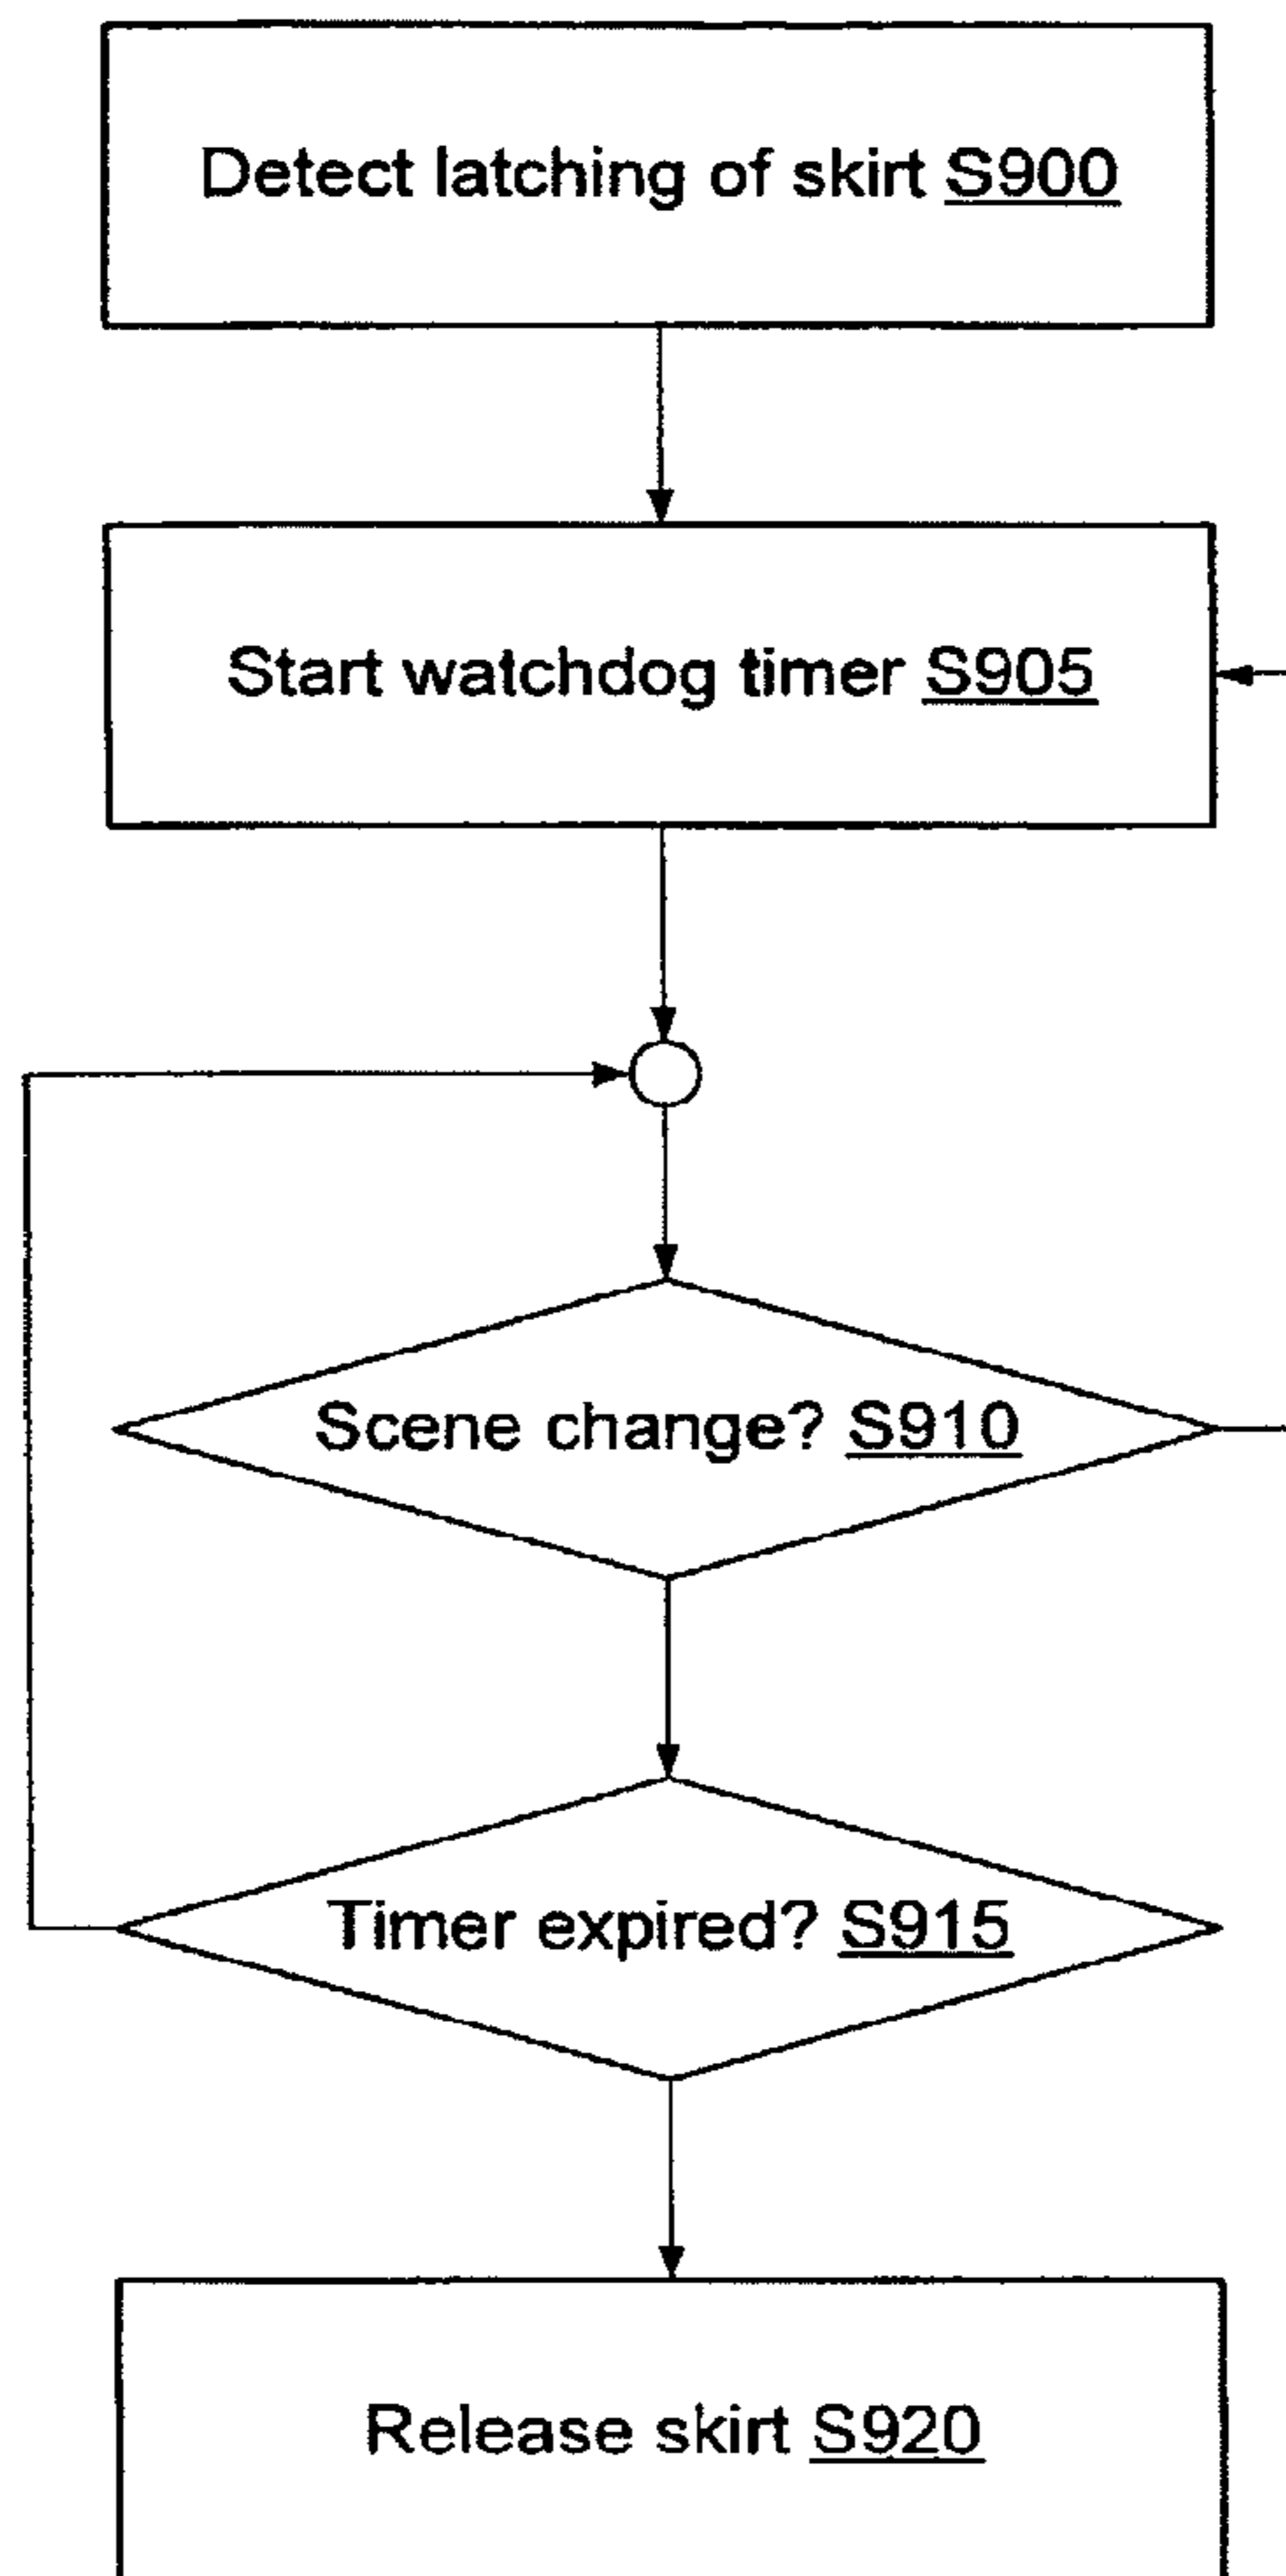 Detect latching of skirt S900
Start watchdog timer S905
Scene change? S910
Timer expired? S915
Release skirt S920